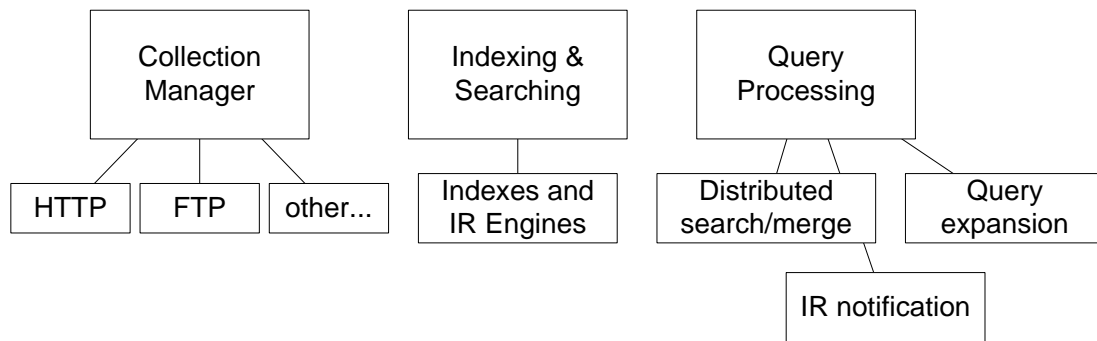 Collection
Manager
Indexing &
Searching
Query
Processing
HTTP
FTP
other...
Indexes and
IR Engines
Distributed
search/merge
Query
expansion
IR notification